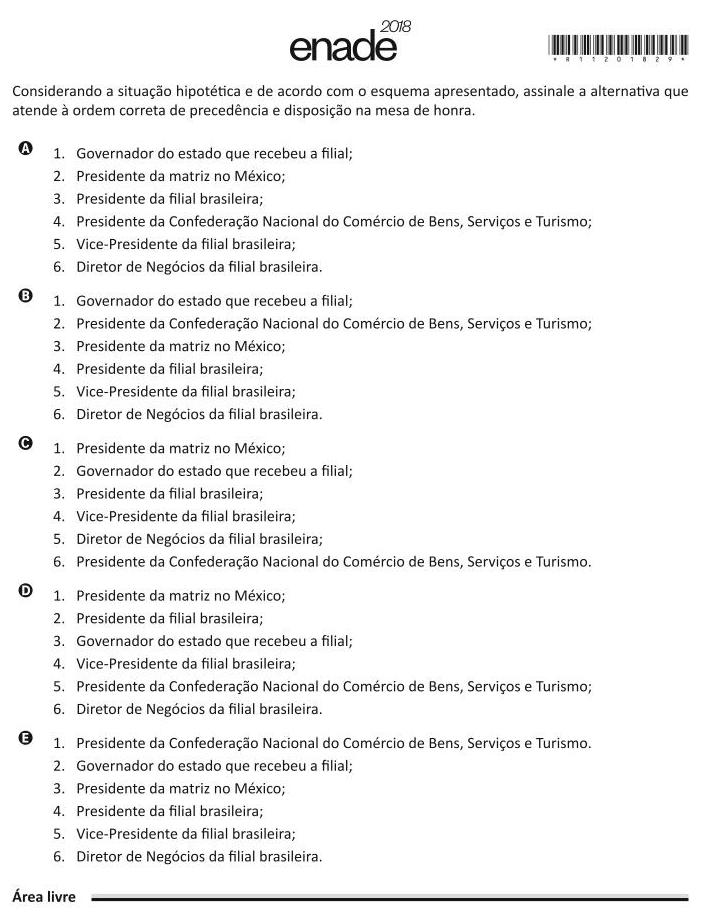 enade 2018
*R11201829*
Considerando a situação hipotética e de acordo com o esquema apresentado, assinale a alternativa que
atende à ordem correta de precedência e disposição na mesa de honra.
A 1. Governador do estado que recebeu a filial;
2. Presidente da matriz no México;
3. Presidente da filial brasileira;
4. Presidente da Confederação Nacional do Comércio de Bens, Serviços e Turismo;
5. Vice-Presidente da filial brasileira;
6. Diretor de Negócios da filial brasileira.
B 1. Governador do estado que recebeu a filial;
2. Presidente da Confederação Nacional do Comércio de Bens, Serviços e Turismo;
3. Presidente da matriz no México;
4. Presidente da filial brasileira;
5. Vice-Presidente da filial brasileira;
6. Diretor de Negócios da filial brasileira.
C 1. Presidente da matriz no México;
2. Governador do estado que recebeu a filial;
3. Presidente da filial brasileira;
4. Vice-Presidente da filial brasileira;
5. Diretor de Negócios da filial brasileira;
6. Presidente da Confederação Nacional do Comércio de Bens, Serviços e Turismo.
D 1. Presidente da matriz no México;
2. Presidente da filial brasileira;
3. Governador do estado que recebeu a filial;
4. Vice-Presidente da filial brasileira;
5. Presidente da Confederação Nacional do Comércio de Bens, Serviços e Turismo;
6. Diretor de Negócios da filial brasileira.
E 1. Presidente da Confederação Nacional do Comércio de Bens, Serviços e Turismo.
2. Governador do estado que recebeu a filial;
3. Presidente da matriz no México;
4. Presidente da filial brasileira;
5. Vice-Presidente da filial brasileira;
6. Diretor de Negócios da filial brasileira.
Área livre